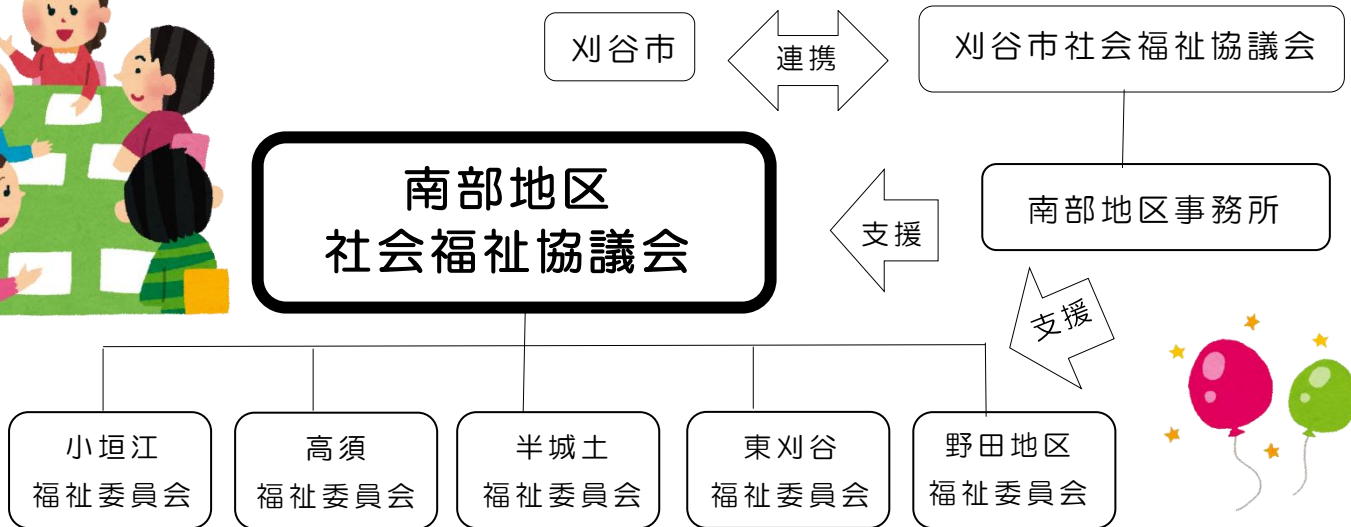 刈谷市
連携
刈谷市社会福祉協議会
南部地区
社会福祉協議会
支援
南部地区事務所
支援
小垣江
福祉委員会
高須
福祉委員会
半城土
福祉委員会
東刈谷
福祉委員会
野田地区
福祉委員会